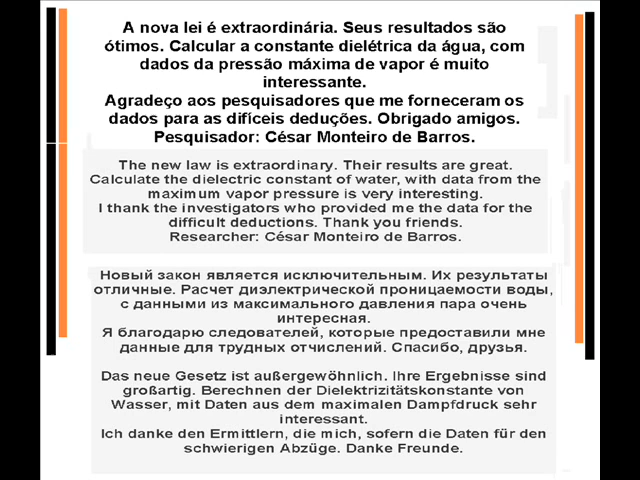 A nova lei é extraordinária. Seus resultados são
ótimos. Calcular a constante dielétrica da água, com
dados da pressão máxima de vapor é muito
interessante.
Agradeço aos pesquisadores que me forneceram os
dados para as difíceis deduções. Obrigado amigos.
Pesquisador: César Monteiro de Barros.
The new law is extraordinary. Their results are great.
Calculate the dielectric constant of water, with data from the
maximum vapor pressure is very interesting.
I thank the investigators who provided me the data for the
difficult deductions. Thank you friends.
Researcher: César Monteiro de Barros.
Новый закон является исключительным. Их результаты
отличные. Расчет диэлектрической проницаемости воды,
с данными из максимального давления пара очень
интересная.
Я благодарю следователей, которые предоставили мне
данные для трудных отчислений. Спасибо, друзья.
Das neue Gesetz ist außergewöhnlich. Ihre Ergebnisse sind
großartig. Berechnen der Dielektrizitätskonstante von
Wasser, mit Daten aus dem maximalen Dampfdruck sehr
interessant.
Ich danke den Ermittlern, die mich, sofern die Daten für den
schwierigen Abzüge. Danke Freunde.